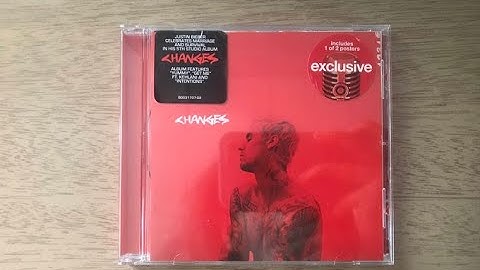 JUSTIN BIEBER
CELEBRATES MARRIAGE
AND SURVIVAL
IN HIS 5TH STUDIO ALBUM
CHANGES
ALBUM FEATURES
"YUMMY", "GET ME"
FT. KEHLANI AND
"INTENTIONS".
includes
1 of 2 posters
exclusive
CHANGES